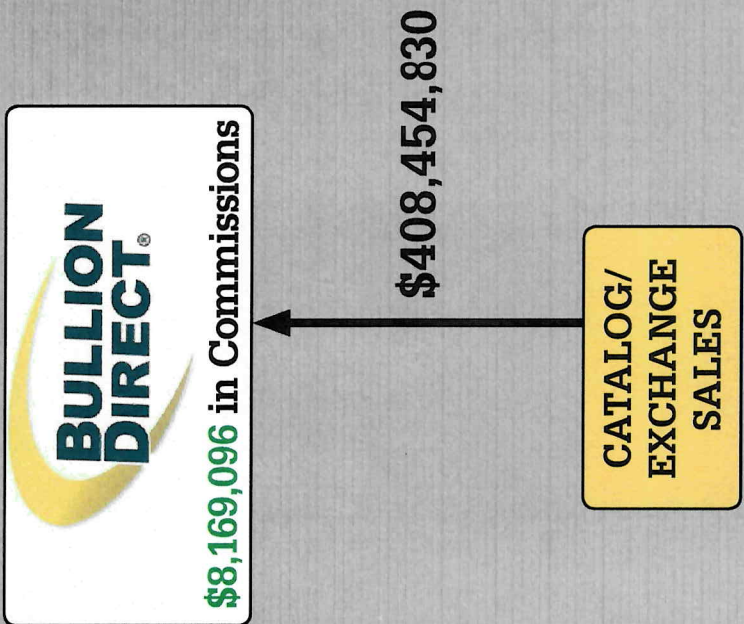 BULLION
DIRECT®
$8,169,096 in Commissions
$408,454,830
CATALOG/
EXCHANGE
SALES